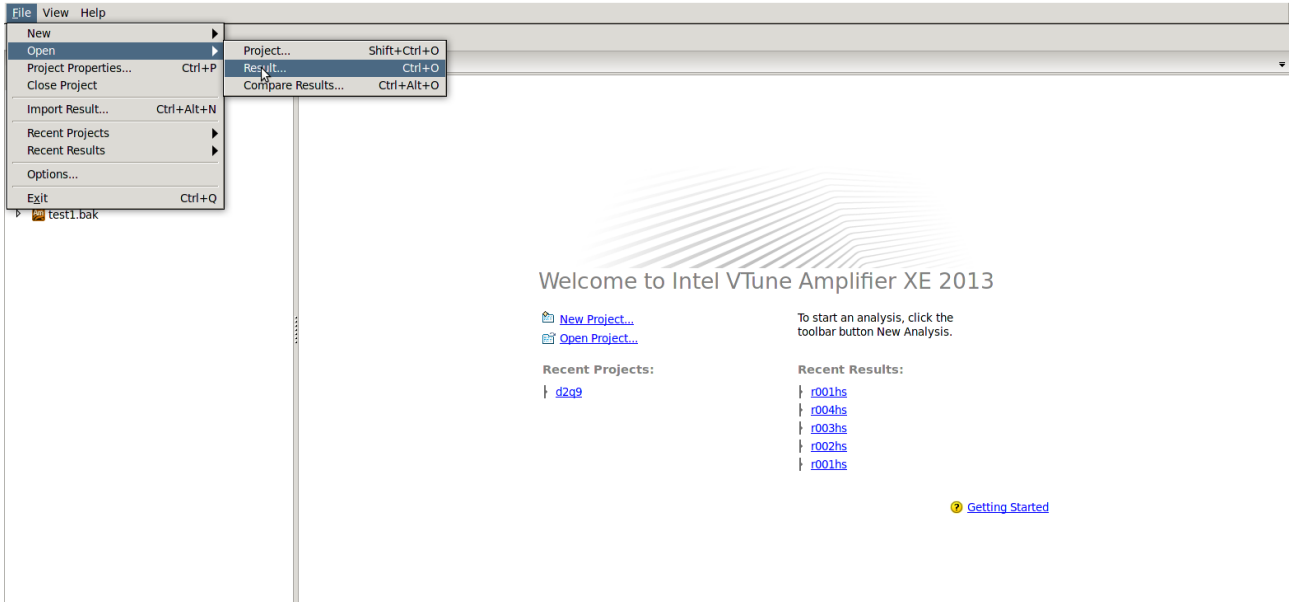 File View Help
New
Open
Project Properties... Ctrl+P
Close Project
Import Result... Ctrl+Alt+N
Recent Projects
Recent Results
Options...
Exit Ctrl+Q
Project... Shift+Ctrl+O
Result... Ctrl+O
Compare Results... Ctrl+Alt+O
test1.bak
Welcome to Intel VTune Amplifier XE 2013
New Project...
Open Project...
To start an analysis, click the
toolbar button New Analysis.
Recent Projects:
d2q9
Recent Results:
r001hs
r004hs
r003hs
r002hs
r001hs
Getting Started